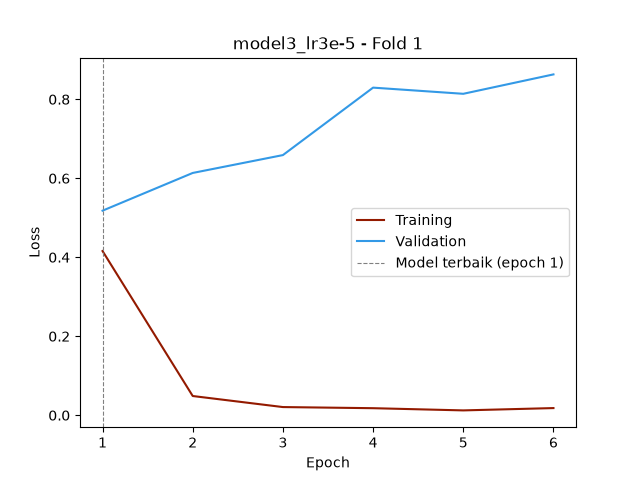 model3_lr3e-5 - Fold 1
0.8
0.6
0.4
0.2
0.0
Loss
Training
Validation
Model terbaik (epoch 1)
1 2 3 4 5 6
Epoch